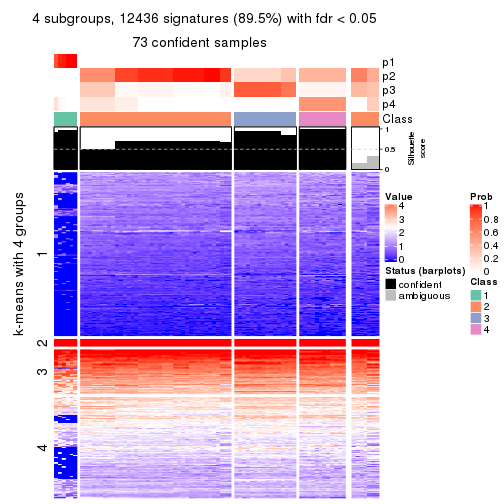 4 subgroups, 12436 signatures (89.5%) with fdr < 0.05
73 confident samples
p1
p2
p3
p4
Class
1
0.5
0
Silhouette
score
k-means with 4 groups
1
2
3
4
Value
4
3
2
1
0
Prob
1
0.8
0.6
0.4
0.2
0
Status (barplots)
confident
ambiguous
Class
1
2
3
4